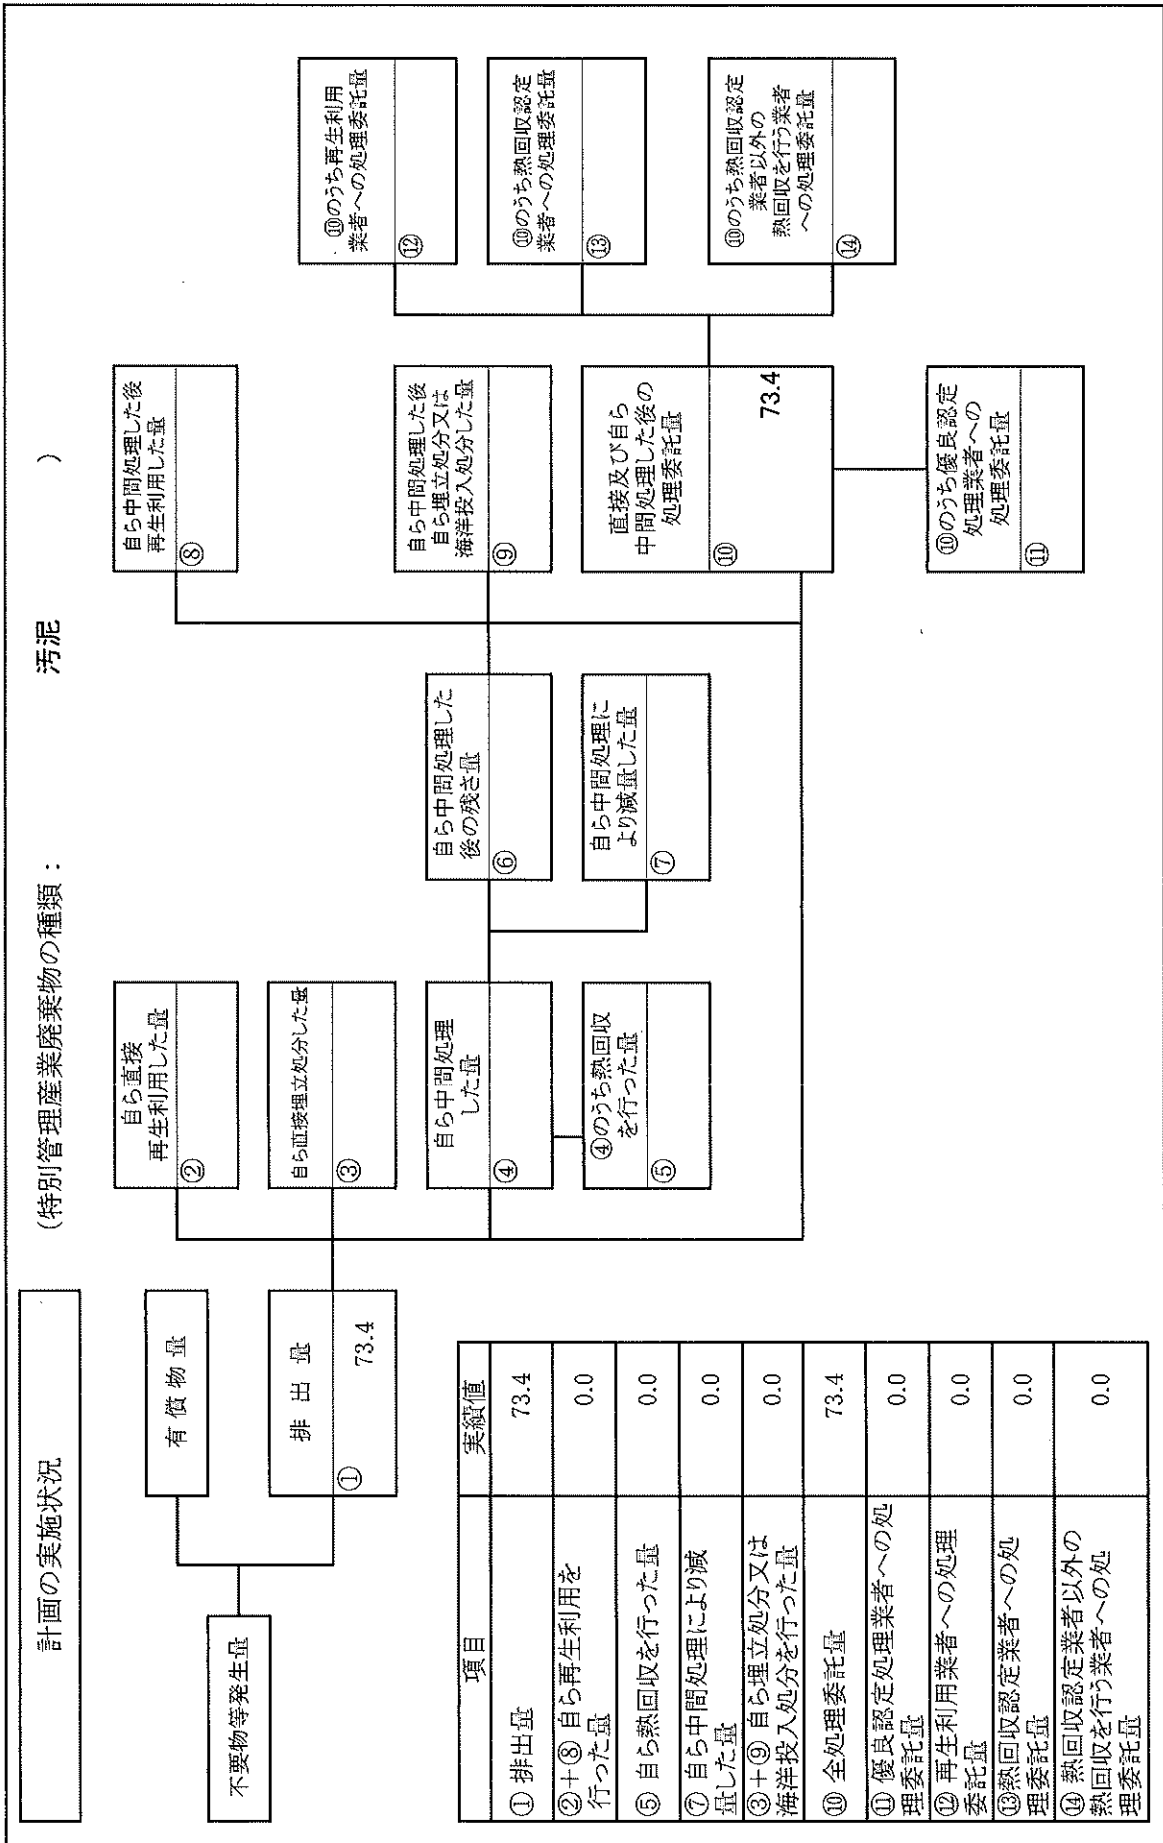 計画の実施状況
（特別管理産業廃棄物の種類：　汚泥　）
不要物等発生量
有償物量
排出量
①
73.4
自ら直接
再生利用した量
②
自ら直接埋立処分した量
③
自ら中間処理
した量
④
④のうち熱回収
を行った量
⑤
自ら中間処理した
後の残さ量
⑥
自ら中間処理に
より減量した量
⑦
自ら中間処理した後
再生利用した量
⑧
自ら中間処理した後
自ら埋立処分又は
海洋投入処分した量
⑨
直接及び自ら
中間処理した後の
処理委託量
⑩
73.4
⑩のうち優良認定
処理業者への
処理委託量
⑪
⑩のうち再生利用
業者への処理委託量
⑫
⑩のうち熱回収認定
業者への処理委託量
⑬
⑩のうち熱回収認定
業者以外の
熱回収を行う業者
への処理委託量
⑭
項目 実績値
①排出量 73.4
②＋⑧自ら再生利用を
行った量 0.0
⑤自ら熱回収を行った量 0.0
⑦自ら中間処理により減
量した量 0.0
③＋⑨自ら埋立処分又は
海洋投入処分を行った量 0.0
⑩全処理委託量 73.4
⑪優良認定処理業者への処
理委託量 0.0
⑫再生利用業者への処理
委託量 0.0
⑬熱回収認定業者への処
理委託量 0.0
⑭熱回収認定業者以外の
熱回収を行う業者への処
理委託量 0.0